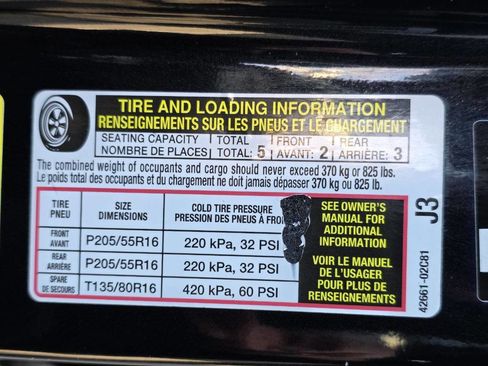 TIRE AND LOADING INFORMATION
RENSEIGNEMENTS SUR LES PNEUS ET LE CHARGEMENT
SEATING CAPACITY TOTAL FRONT REAR
NOMBRE DE PLACES TOTAL: 5 AVANT: 2 ARRIÈRE: 3
The combined weight of occupants and cargo should never exceed 370 kg or 825 lbs.
Le poids total des occupants et du chargement ne doit jamais dépasser 370 kg ou 825 lb.
TIRE SIZE COLD TIRE PRESSURE
PNEU DIMENSIONS PRESSION DES PNEUS À FROID
FRONT
AVANT P205/55R16 220 kPa, 32 PSI
REAR
ARRIÈRE P205/55R16 220 kPa, 32 PSI
SPARE
DE SECOURS T135/80R16 420 kPa, 60 PSI
SEE OWNER'S
MANUAL FOR
ADDITIONAL
INFORMATION
VOIR LE MANUEL
DE L'USAGER
POUR PLUS DE
RENSEIGNEMENTS
J3
42661-02C81